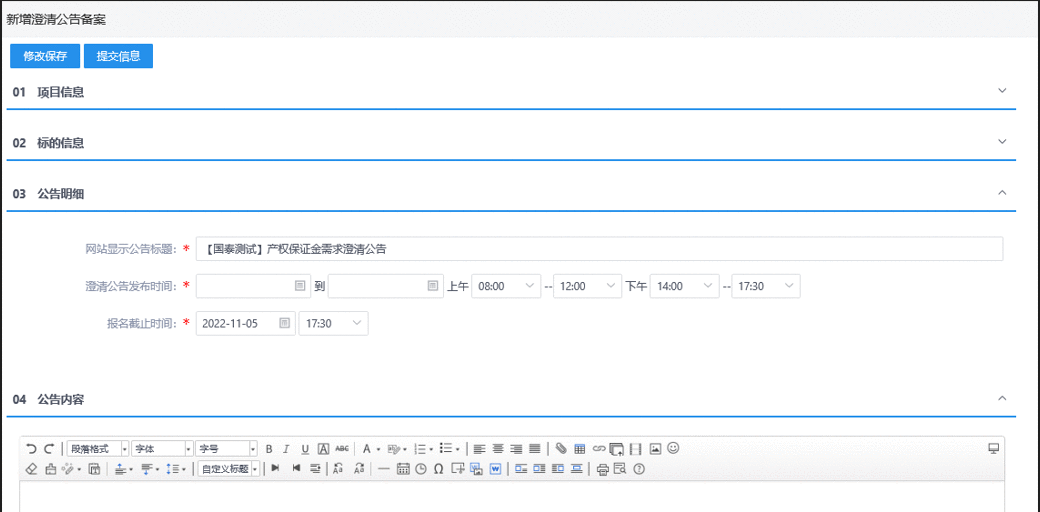 新增澄清公告备案
修改保存 提交信息
01 项目信息
02 标的信息
03 公告明细
网站显示公告标题: * 【国泰测试】产权保证金需求澄清公告
澄清公告发布时间: * 到 上午 08:00 -- 12:00 下午 14:00 -- 17:30
报名截止时间: * 2022-11-05 17:30
04 公告内容
段落格式 字体 字号 B I U A ABC A
自定义标题